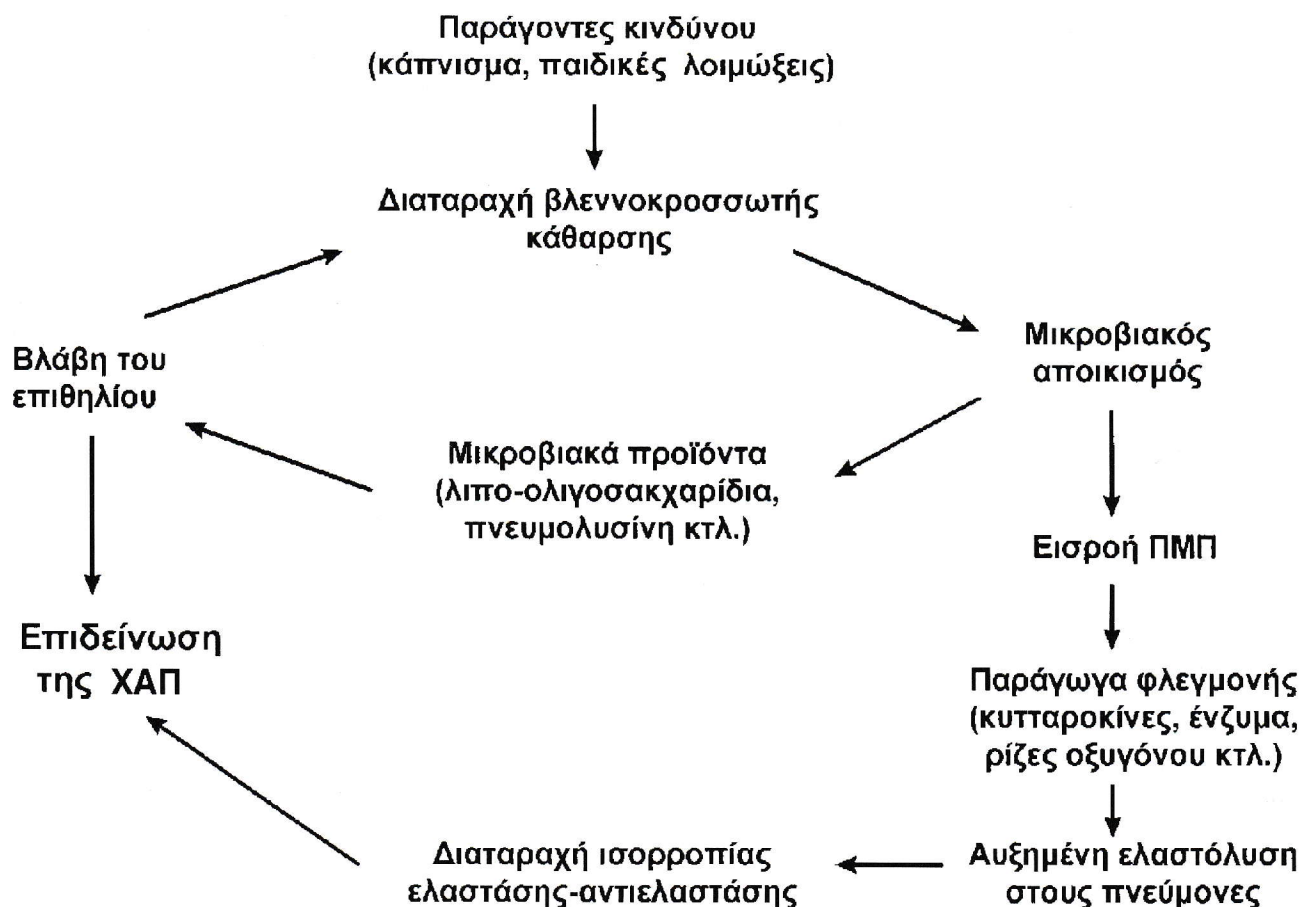 Παράγοντες κινδύνου
(κάπνισμα, παιδικές λοιμώξεις)
Διαταραχή βλεννοκροσσωτής
κάθαρσης
Μικροβιακός
αποικισμός
Βλάβη του
επιθηλίου
Μικροβιακά προϊόντα
(λιπο-ολιγοσακχαρίδια,
πνευμολυσίνη κτλ.)
Εισροή ΠΜΠ
Επιδείνωση
της ΧΑΠ
Παράγωγα φλεγμονής
(κυτταροκίνες, ένζυμα,
ρίζες οξυγόνου κτλ.)
Διαταραχή ισορροπίας
ελαστάσης-αντιελαστάσης
Αυξημένη ελαστόλυση
στους πνεύμονες